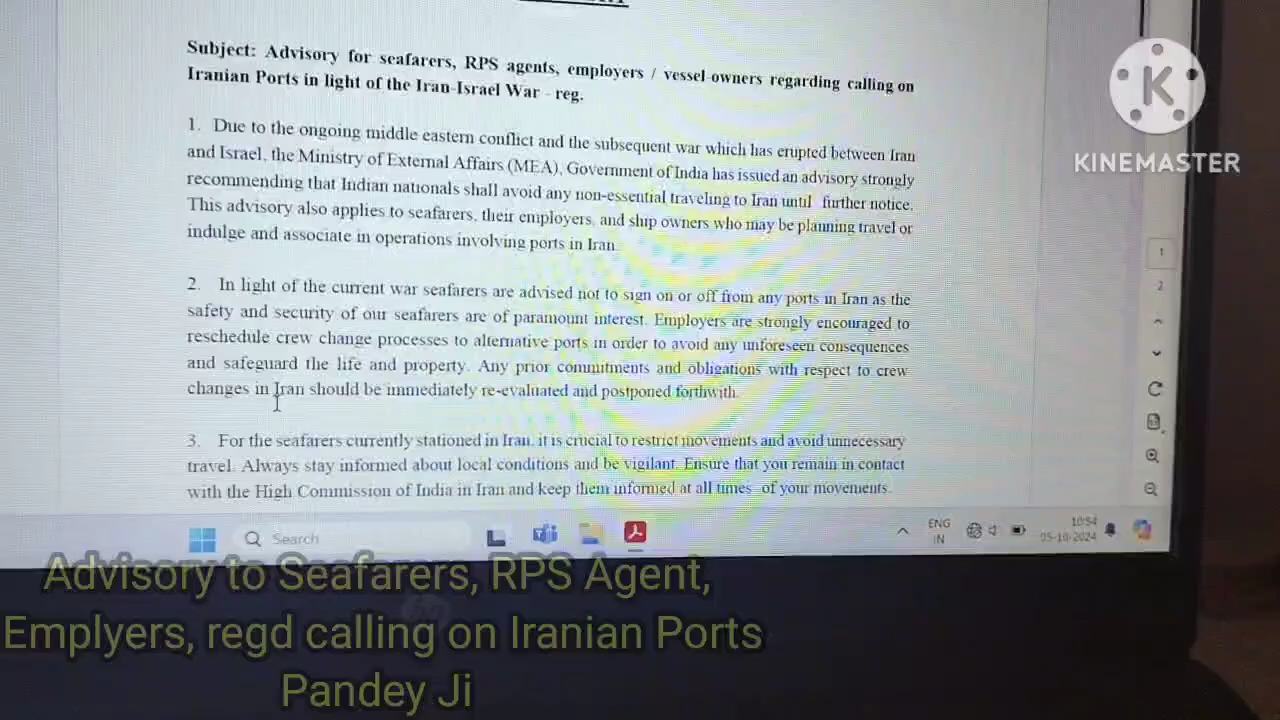 Subject: Advisory for seafarers, RPS agents, employers / vessel-owners regarding calling on
Iranian Ports in light of the Iran-Israel War - reg.
1. Due to the ongoing middle eastern conflict and the subsequent war which has erupted between Iran
and Israel, the Ministry of External Affairs (MEA), Government of India has issued an advisory strongly
recommending that Indian nationals shall avoid any non-essential traveling to Iran until further notice.
This advisory also applies to seafarers, their employers, and ship owners who may be planning travel or
indulge and associate in operations involving ports in Iran.
2. In light of the current war seafarers are advised not to sign on or off from any ports in Iran as the
safety and security of our seafarers are of paramount interest. Employers are strongly encouraged to
reschedule crew change processes to alternative ports in order to avoid any unforeseen consequences
and safeguard the life and property. Any prior commitments and obligations with respect to crew
changes in Iran should be immediately re-evaluated and postponed forthwith.
3. For the seafarers currently stationed in Iran, it is crucial to restrict movements and avoid unnecessary
travel. Always stay informed about local conditions and be vigilant. Ensure that you remain in contact
with the High Commission of India in Iran and keep them informed at all times of your movements.
K
KINEMASTER
1
2
Search
ENG
IN
10:54
05-10-2024
hp
Advisory to Seafarers, RPS Agent,
Emplyers, regd calling on Iranian Ports
Pandey Ji